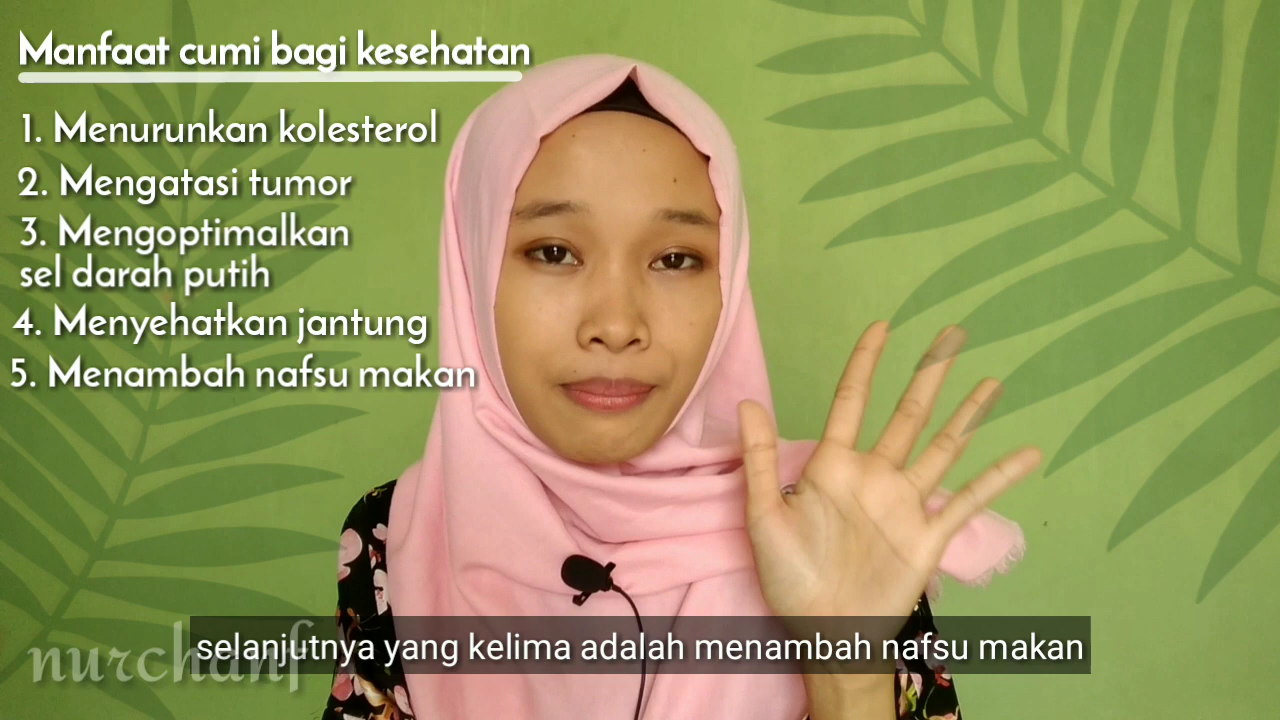 Manfaat cumi bagi kesehatan
1. Menurunkan kolesterol
2. Mengatasi tumor
3. Mengoptimalkan
sel darah putih
4. Menyehatkan jantung
5. Menambah nafsu makan
nurchanf
selanjutnya yang kelima adalah menambah nafsu makan